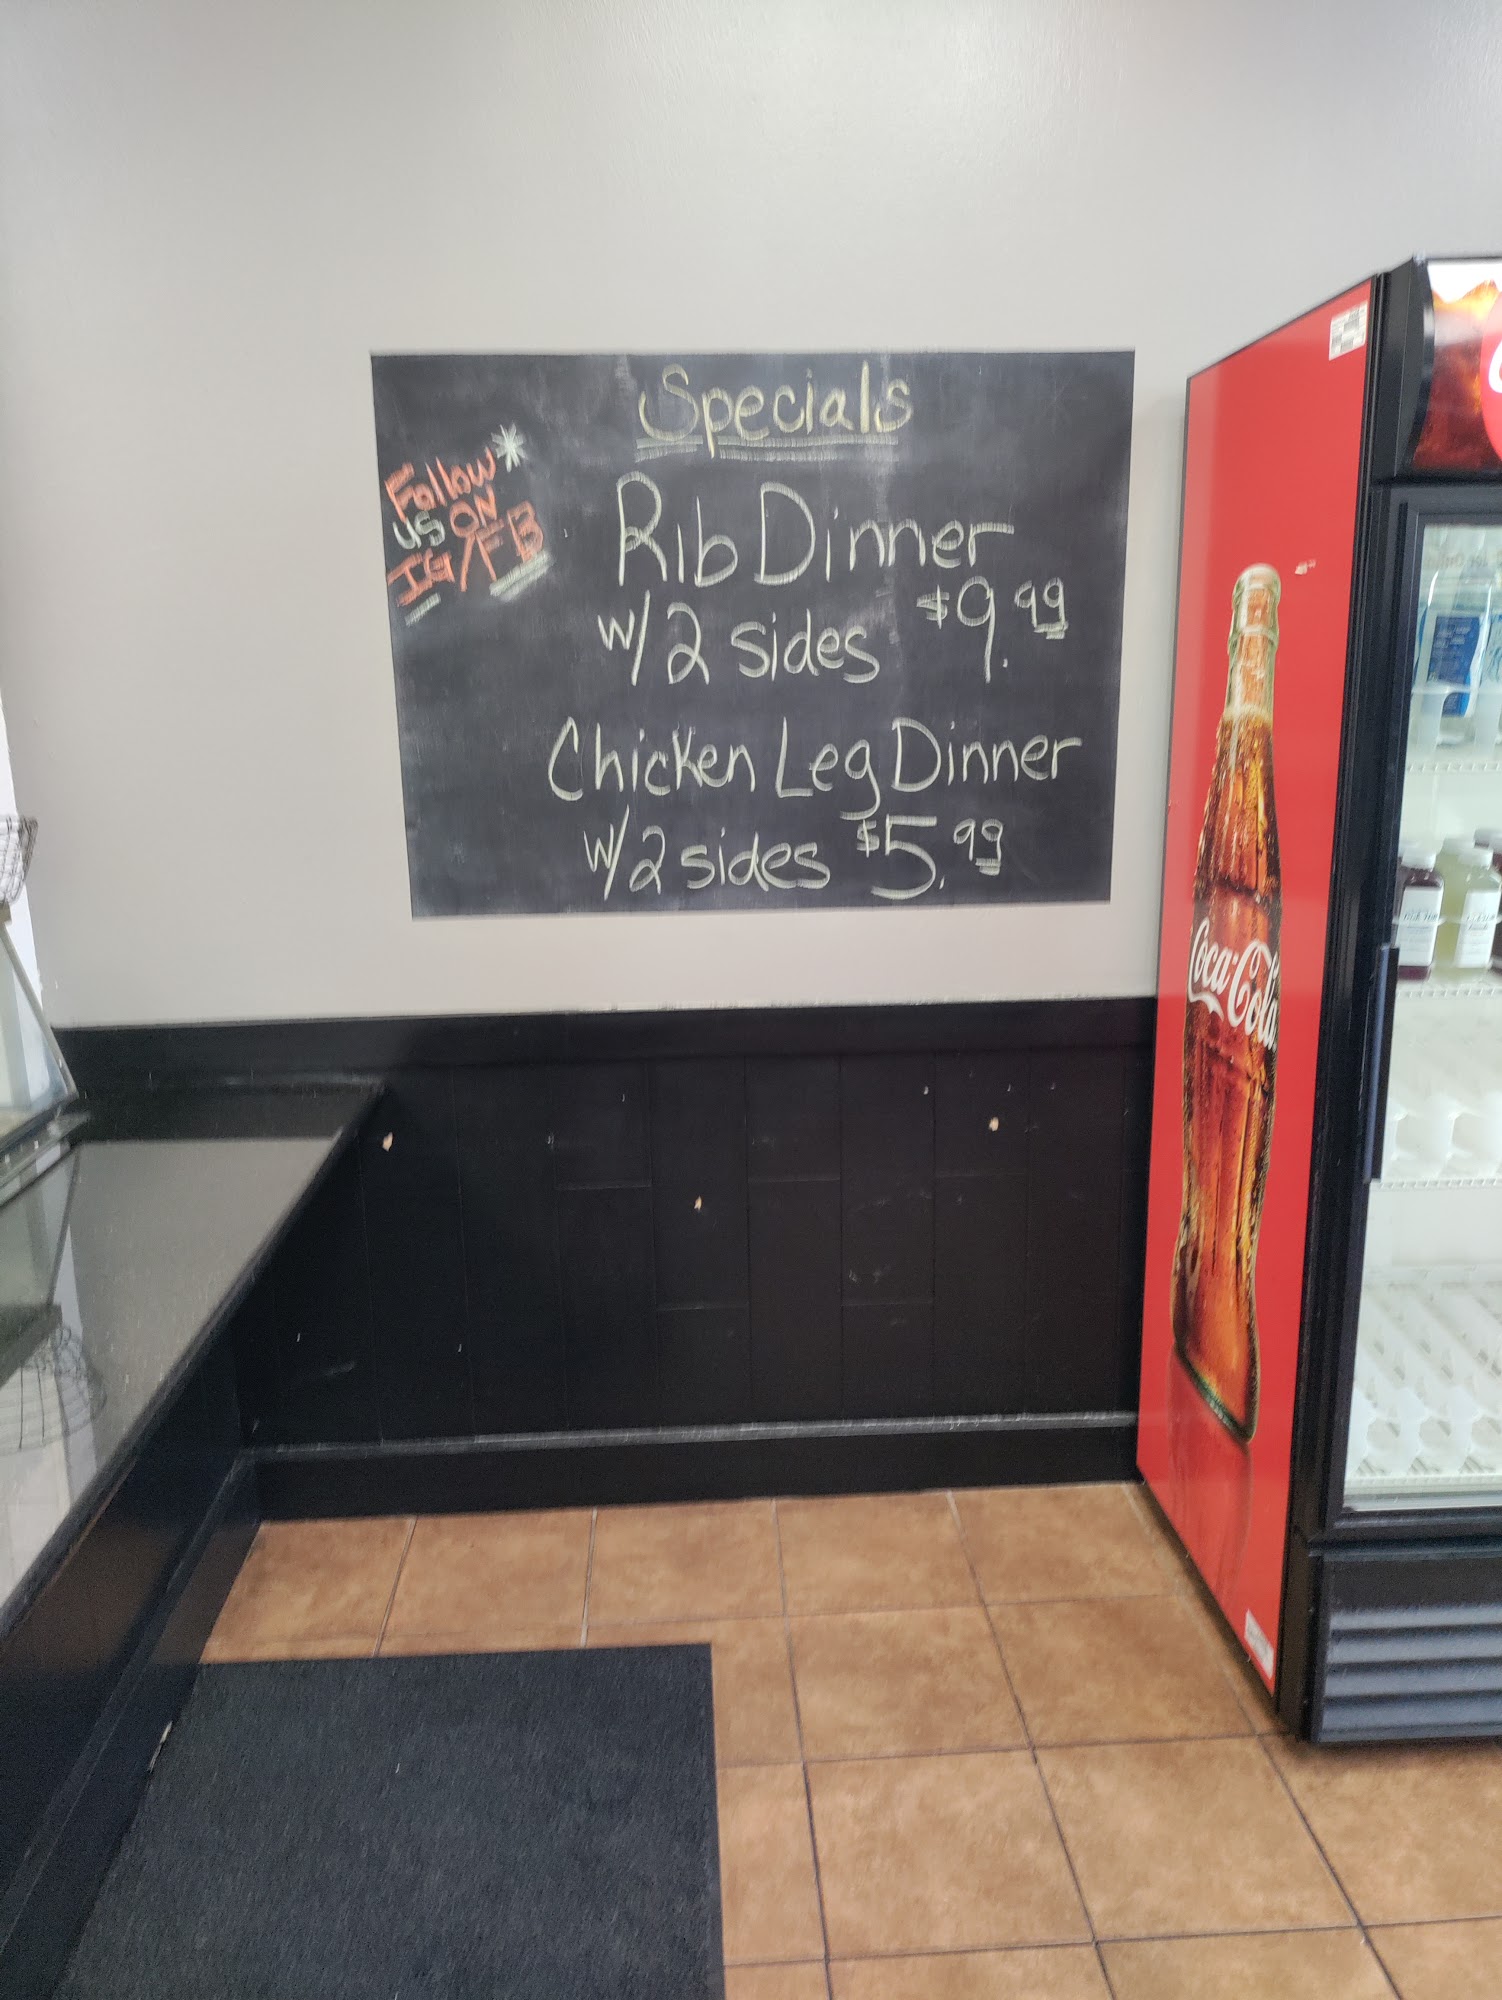 Specials
Follow
us ON
IG/FB
Rib Dinner
w/2 sides $9.99
Chicken Leg Dinner
w/2 sides $5.99
Coca-Cola